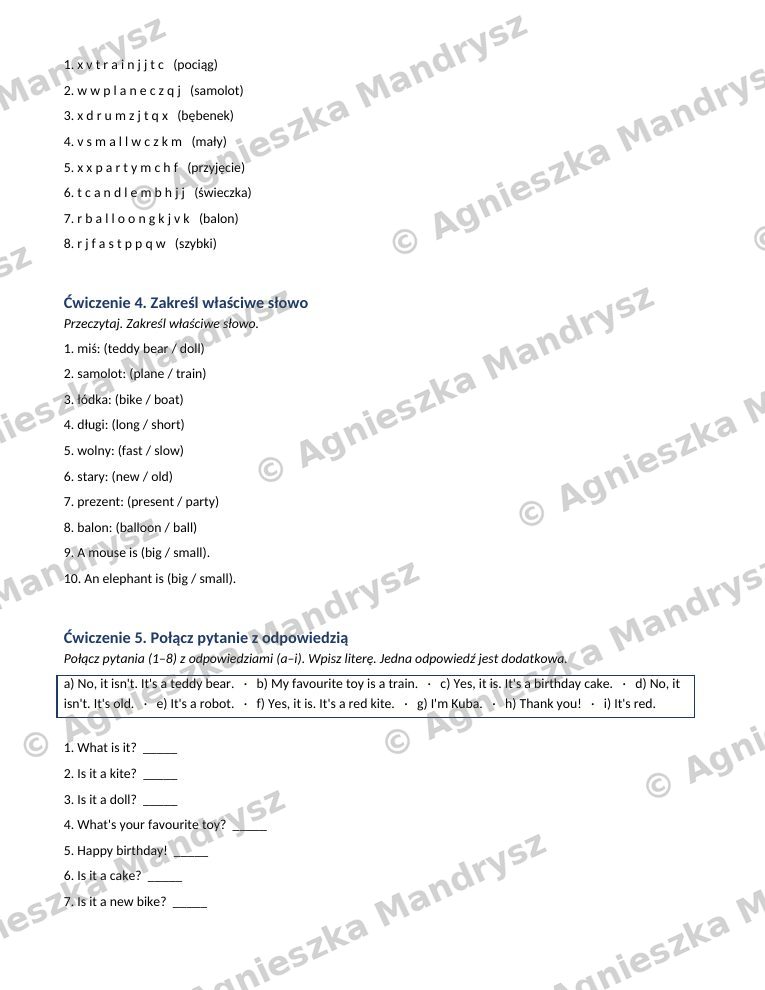 1. x v t r a i n j j t c (pociąg)
2. w w p l a n e c z q j (samolot)
3. x d r u m z j t q x (bębenek)
4. v s m a l l w c z k m (mały)
5. x x p a r t y m c h f (przyjęcie)
6. t c a n d l e m b h j j (świeczka)
7. r b a l l o o n g k j v k (balon)
8. r j f a s t p p q w (szybki)
Ćwiczenie 4. Zakreśl właściwe słowo
Przeczytaj. Zakreśl właściwe słowo.
1. miś: (teddy bear / doll)
2. samolot: (plane / train)
3. łódka: (bike / boat)
4. długi: (long / short)
5. wolny: (fast / slow)
6. stary: (new / old)
7. prezent: (present / party)
8. balon: (balloon / ball)
9. A mouse is (big / small).
10. An elephant is (big / small).
Ćwiczenie 5. Połącz pytanie z odpowiedzią
Połącz pytania (1–8) z odpowiedziami (a–i). Wpisz literę. Jedna odpowiedź jest dodatkowa.
a) No, it isn't. It's a teddy bear. · b) My favourite toy is a train. · c) Yes, it is. It's a birthday cake. · d) No, it
isn't. It's old. · e) It's a robot. · f) Yes, it is. It's a red kite. · g) I'm Kuba. · h) Thank you! · i) It's red.
1. What is it? _____
2. Is it a kite? _____
3. Is it a doll? _____
4. What's your favourite toy? _____
5. Happy birthday! _____
6. Is it a cake? _____
7. Is it a new bike? _____
© Agnieszka Mandrysz